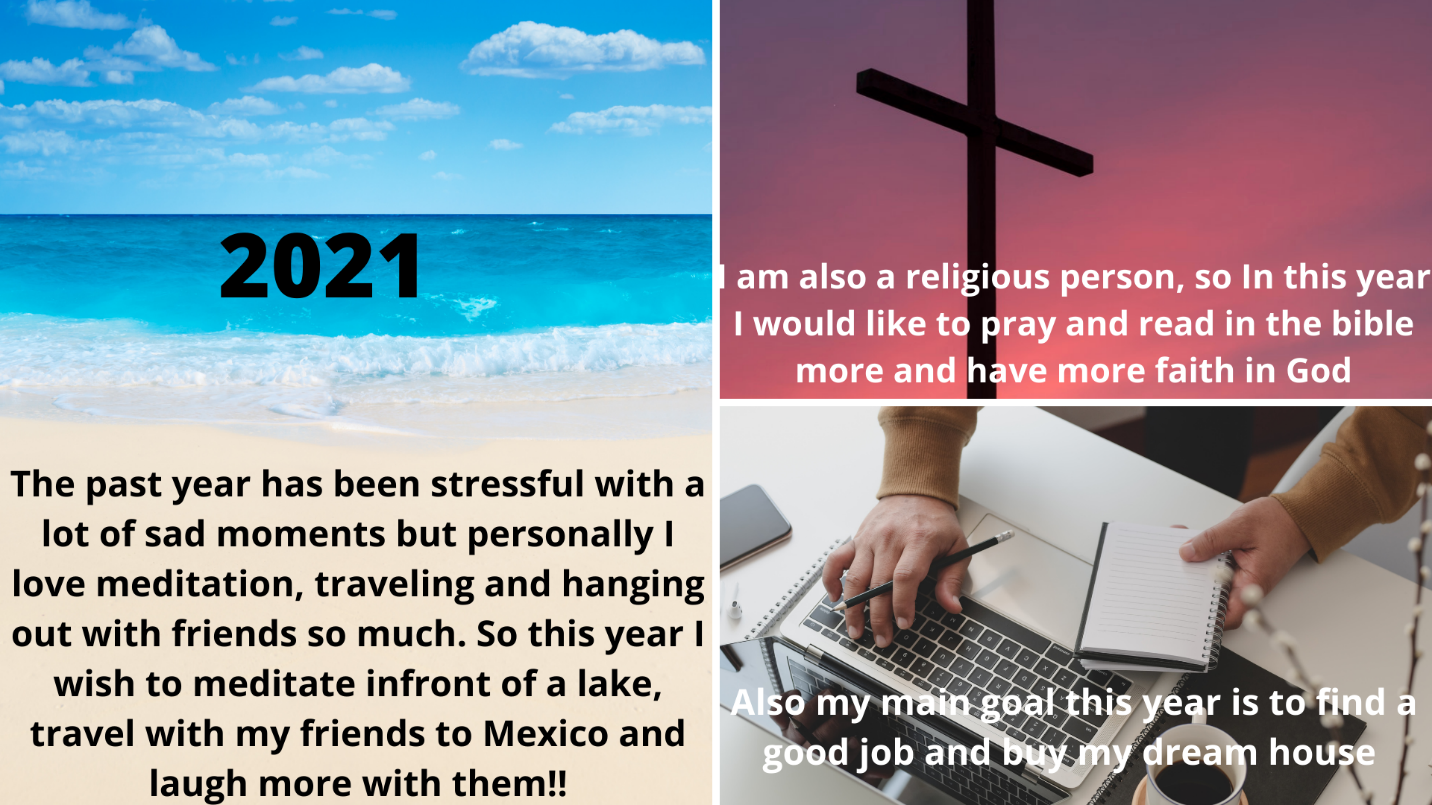 2021
The past year has been stressful with a
lot of sad moments but personally I
love meditation, traveling and hanging
out with friends so much. So this year I
wish to meditate infront of a lake,
travel with my friends to Mexico and
laugh more with them!!
I am also a religious person, so In this year
I would like to pray and read in the bible
more and have more faith in God
Also my main goal this year is to find a
good job and buy my dream house